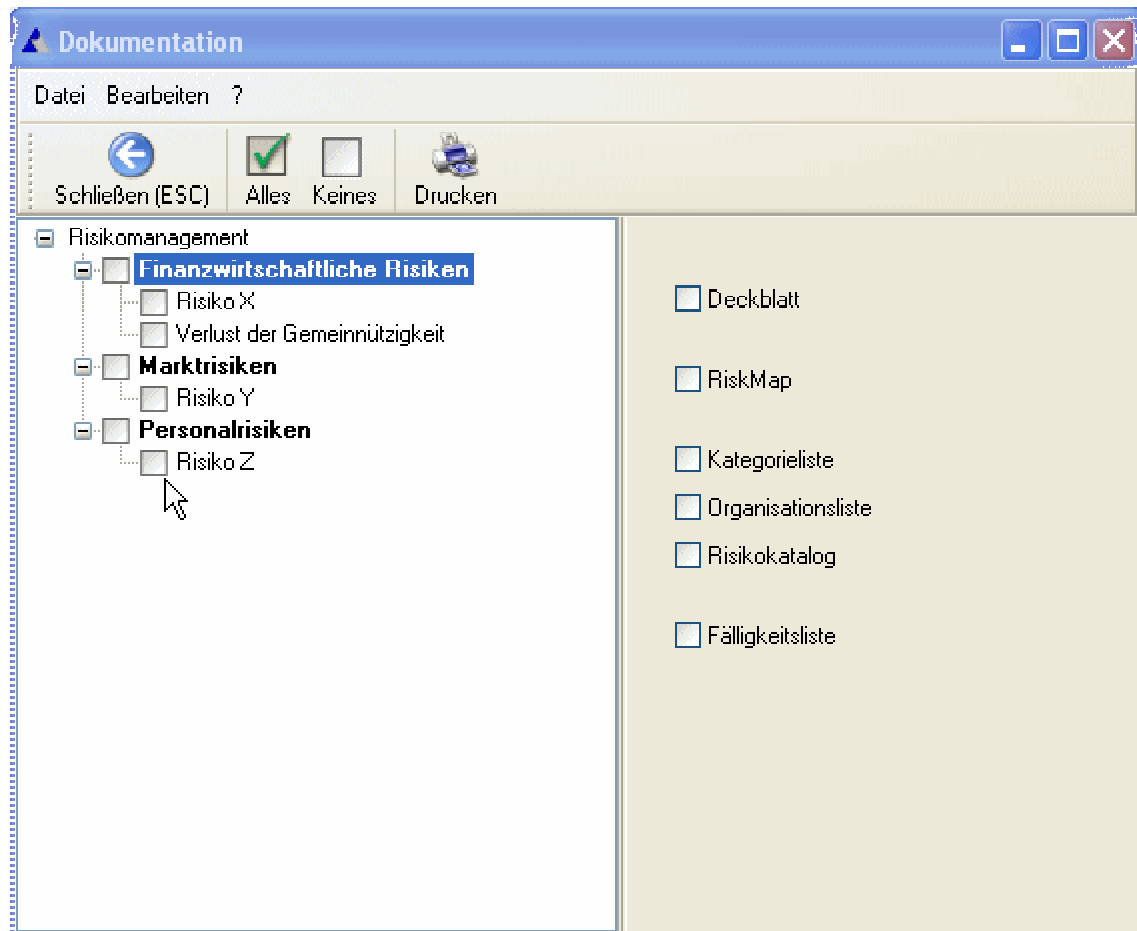 Dokumentation
Datei Bearbeiten ?
Schließen (ESC) Alles Keines Drucken
Risikomanagement
Finanzwirtschaftliche Risiken
Risiko X
Verlust der Gemeinnützigkeit
Marktrisiken
Risiko Y
Personalrisiken
Risiko Z
Deckblatt
RiskMap
Kategorieliste
Organisationsliste
Risikokatalog
Fälligkeitsliste